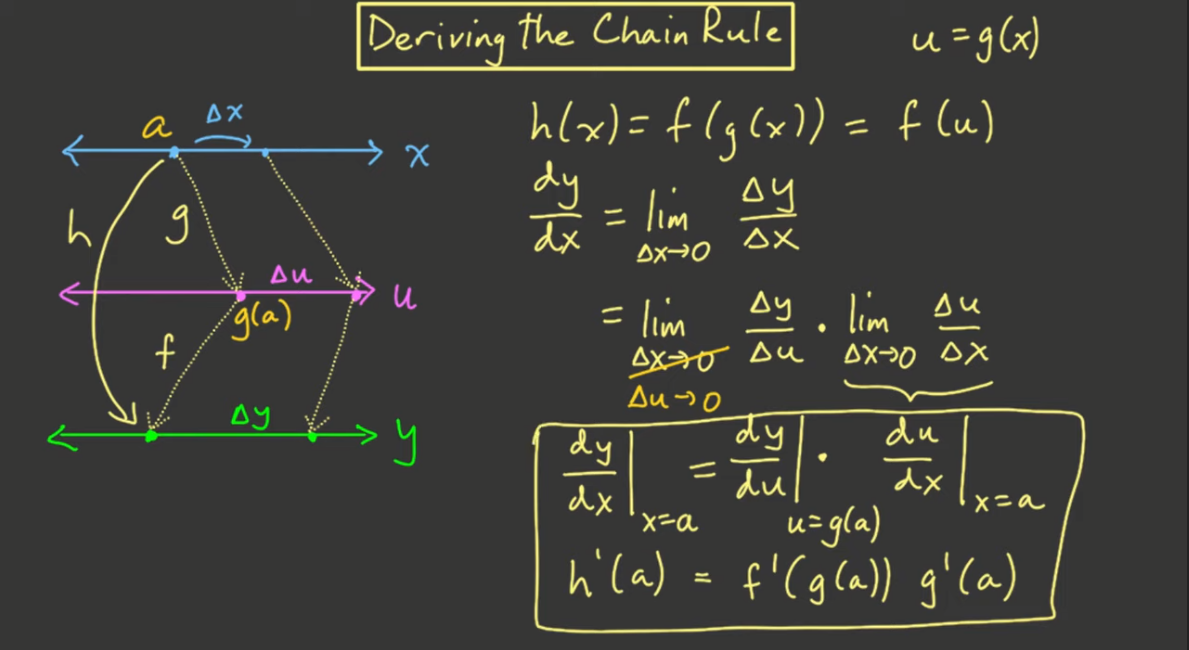 Deriving the Chain Rule
u = g(x)
a Δx
x
h g
Δu
u
g(a)
f
Δy
y
h(x) = f(g(x)) = f(u)
dy/dx = lim Δx→0 Δy/Δx
= lim Δx→0 Δu→0 Δy/Δu · lim Δx→0 Δu/Δx
dy/dx |x=a = dy/du |u=g(a) · du/dx |x=a
h'(a) = f'(g(a)) g'(a)